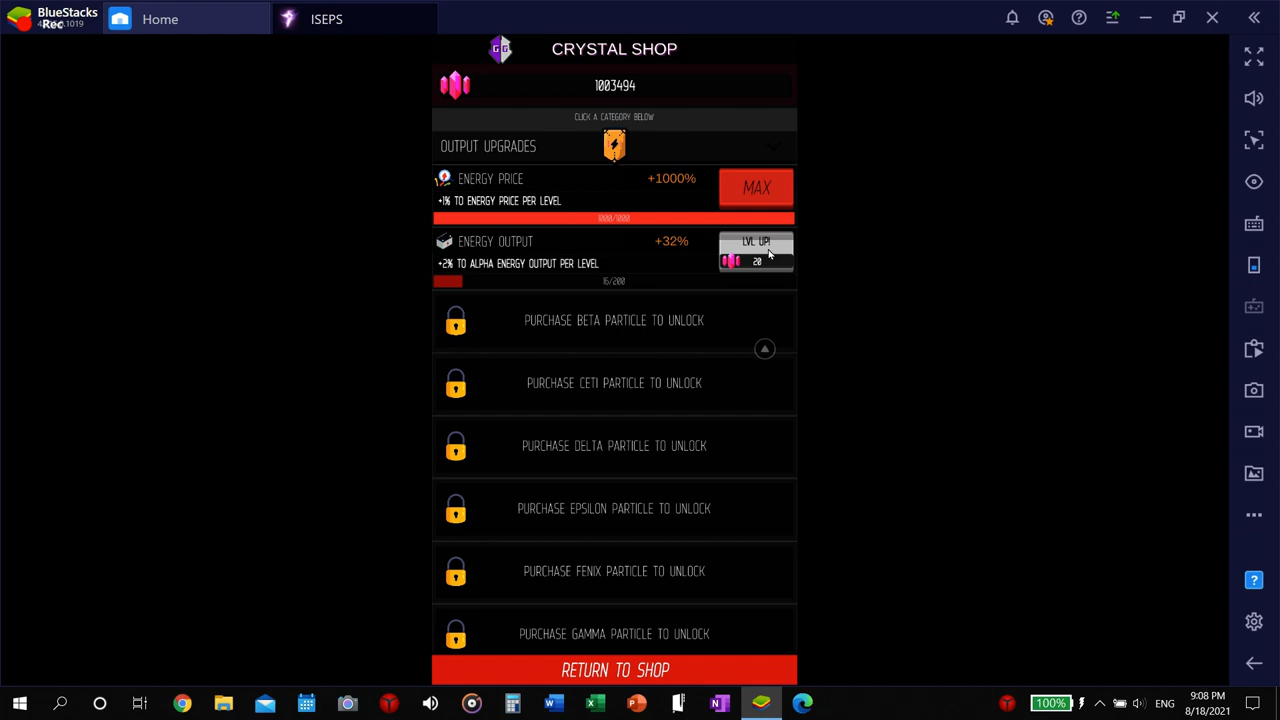 BlueStacks
Rec
Home
ISEPS
CRYSTAL SHOP
1003494
CLICK A CATEGORY BELOW
OUTPUT UPGRADES
ENERGY PRICE
+1000%
MAX
+1% TO ENERGY PRICE PER LEVEL
1000/1000
ENERGY OUTPUT
+32%
LVL UP!
+2% TO ALPHA ENERGY OUTPUT PER LEVEL
20
16/200
PURCHASE BETA PARTICLE TO UNLOCK
PURCHASE CETI PARTICLE TO UNLOCK
PURCHASE DELTA PARTICLE TO UNLOCK
PURCHASE EPSILON PARTICLE TO UNLOCK
PURCHASE FENIX PARTICLE TO UNLOCK
PURCHASE GAMMA PARTICLE TO UNLOCK
RETURN TO SHOP
100%
ENG
9:08 PM
8/18/2021